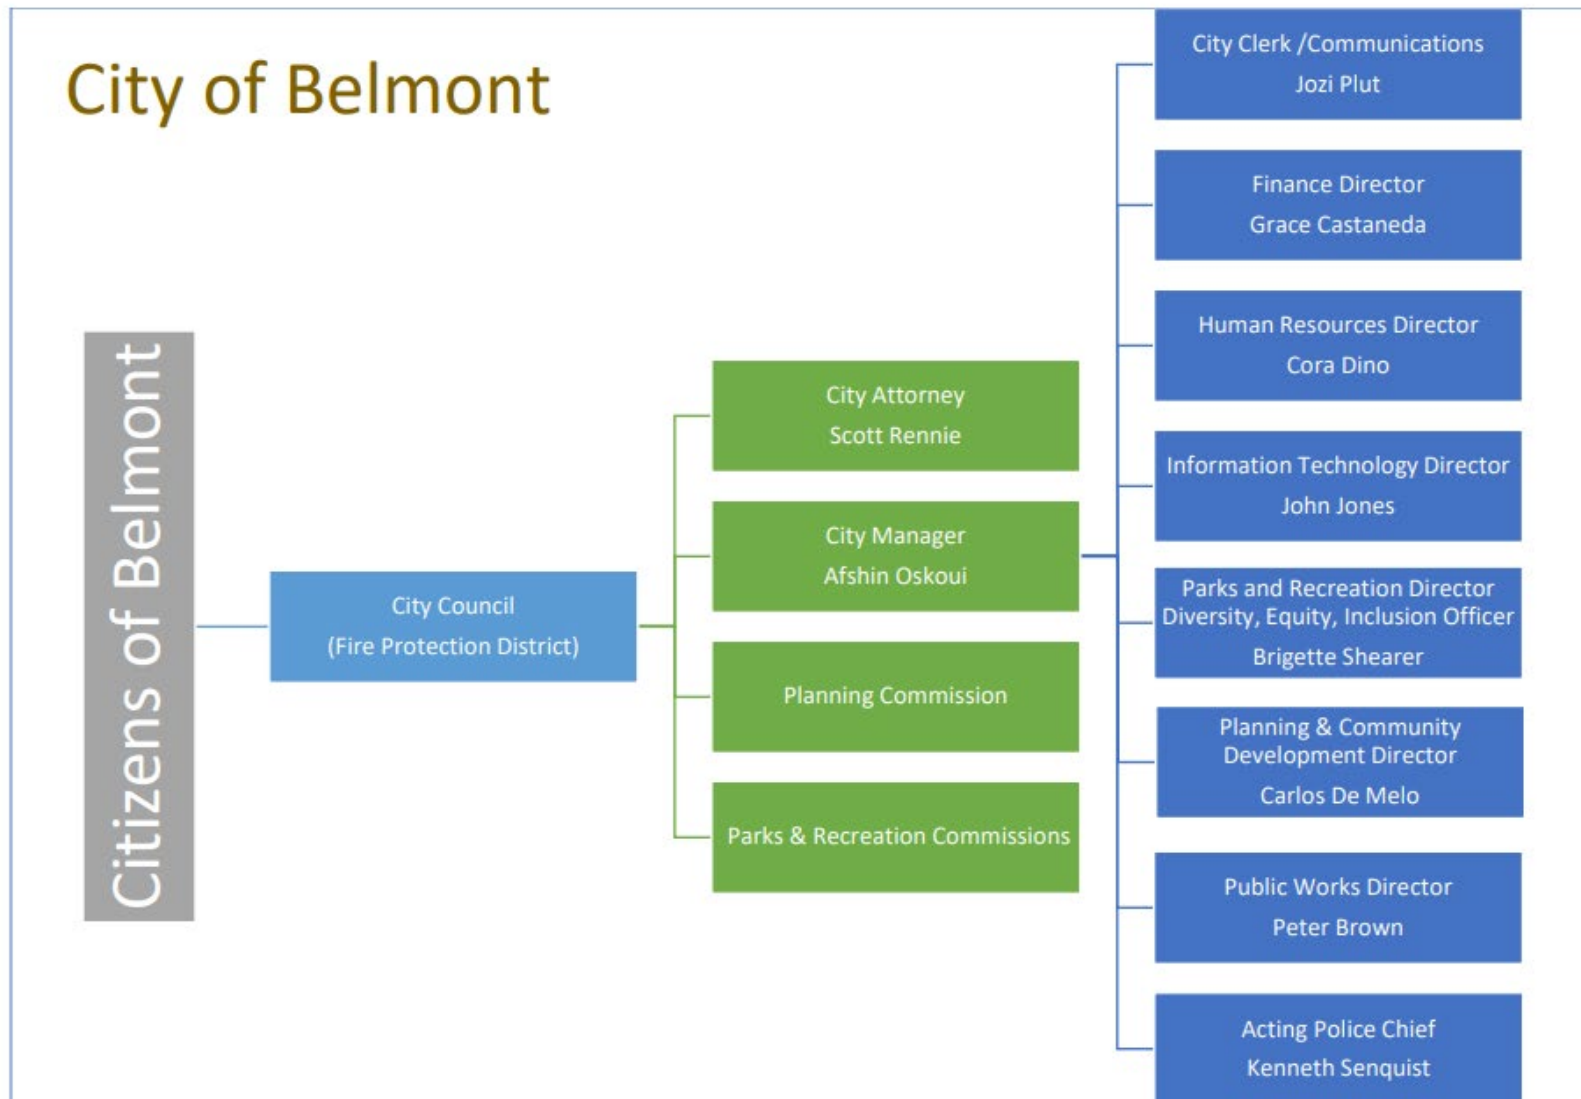 City of Belmont
Citizens of Belmont
City Council
(Fire Protection District)
City Attorney
Scott Rennie
City Manager
Afshin Oskoui
Planning Commission
Parks & Recreation Commissions
City Clerk /Communications
Jozi Plut
Finance Director
Grace Castaneda
Human Resources Director
Cora Dino
Information Technology Director
John Jones
Parks and Recreation Director
Diversity, Equity, Inclusion Officer
Brigette Shearer
Planning & Community
Development Director
Carlos De Melo
Public Works Director
Peter Brown
Acting Police Chief
Kenneth Senquist